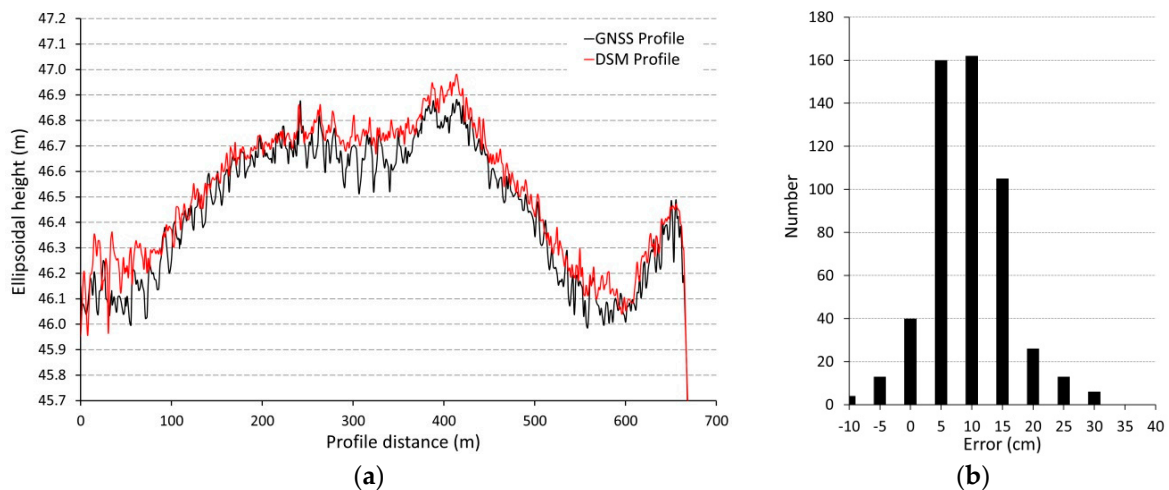 47.2
47.1
47.0
46.9
46.8
46.7
46.6
46.5
46.4
46.3
46.2
46.1
46.0
45.9
45.8
45.7
Ellipsoidal height (m)
GNSS Profile
DSM Profile
0 100 200 300 400 500 600 700
Profile distance (m)
(a)
180
160
140
120
100
80
60
40
20
0
Number
-10 -5 0 5 10 15 20 25 30 35 40
Error (cm)
(b)